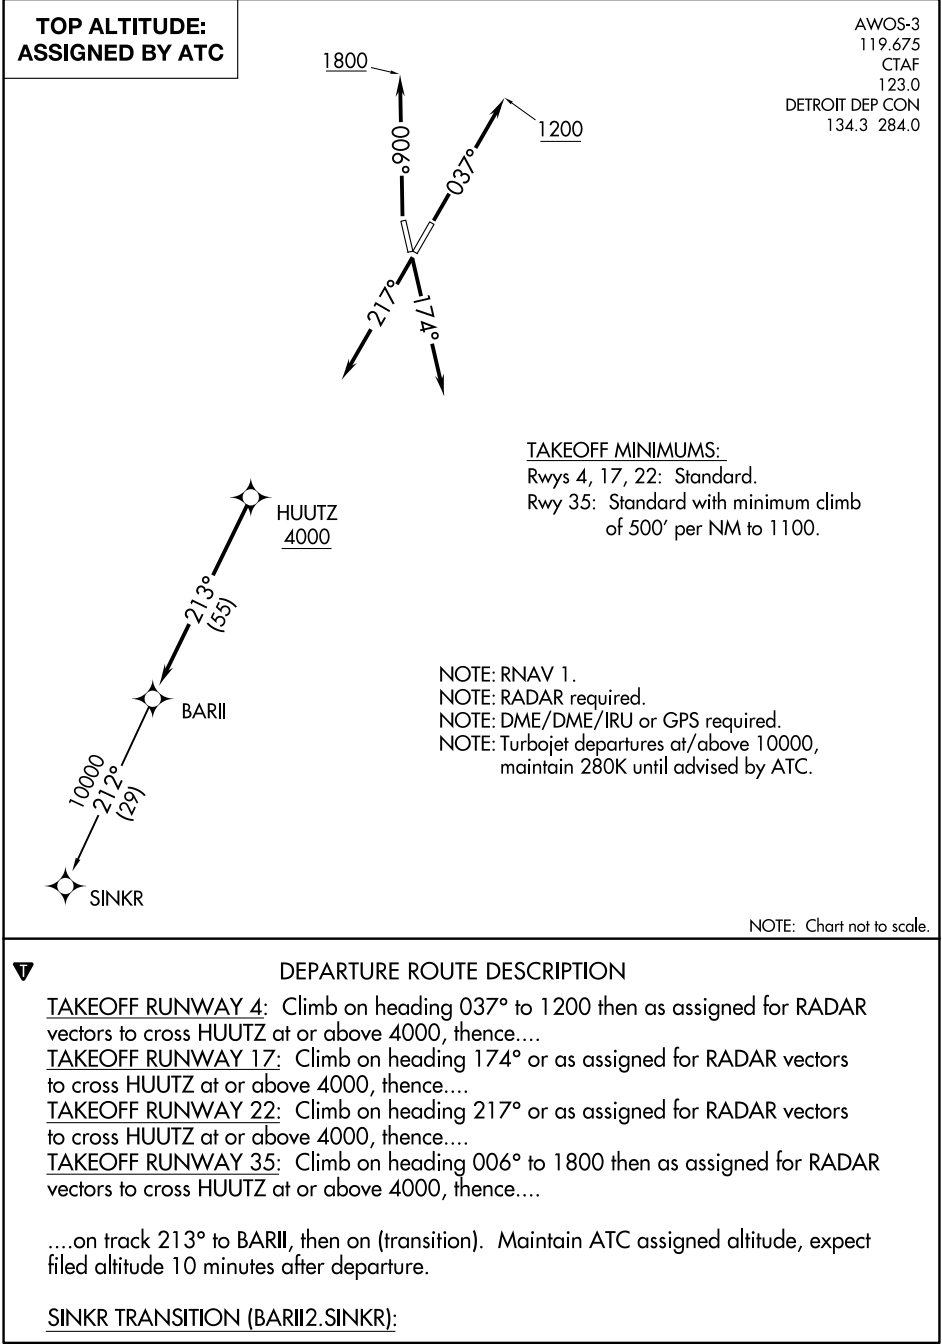 TOP ALTITUDE:
ASSIGNED BY ATC
AWOS-3
119.675
CTAF
123.0
DETROIT DEP CON
134.3 284.0
1800
1200
006°
037°
217°
174°
TAKEOFF MINIMUMS:
Rwys 4, 17, 22: Standard.
Rwy 35: Standard with minimum climb
of 500' per NM to 1100.
HUUTZ
4000
213°
(55)
BARII
NOTE: RNAV 1.
NOTE: RADAR required.
NOTE: DME/DME/IRU or GPS required.
NOTE: Turbojet departures at/above 10000,
maintain 280K until advised by ATC.
10000
212°
(29)
SINKR
NOTE: Chart not to scale.
T
DEPARTURE ROUTE DESCRIPTION
TAKEOFF RUNWAY 4: Climb on heading 037° to 1200 then as assigned for RADAR
vectors to cross HUUTZ at or above 4000, thence....
TAKEOFF RUNWAY 17: Climb on heading 174° or as assigned for RADAR vectors
to cross HUUTZ at or above 4000, thence....
TAKEOFF RUNWAY 22: Climb on heading 217° or as assigned for RADAR vectors
to cross HUUTZ at or above 4000, thence....
TAKEOFF RUNWAY 35: Climb on heading 006° to 1800 then as assigned for RADAR
vectors to cross HUUTZ at or above 4000, thence....
....on track 213° to BARII, then on (transition). Maintain ATC assigned altitude, expect
filed altitude 10 minutes after departure.
SINKR TRANSITION (BARII2.SINKR):